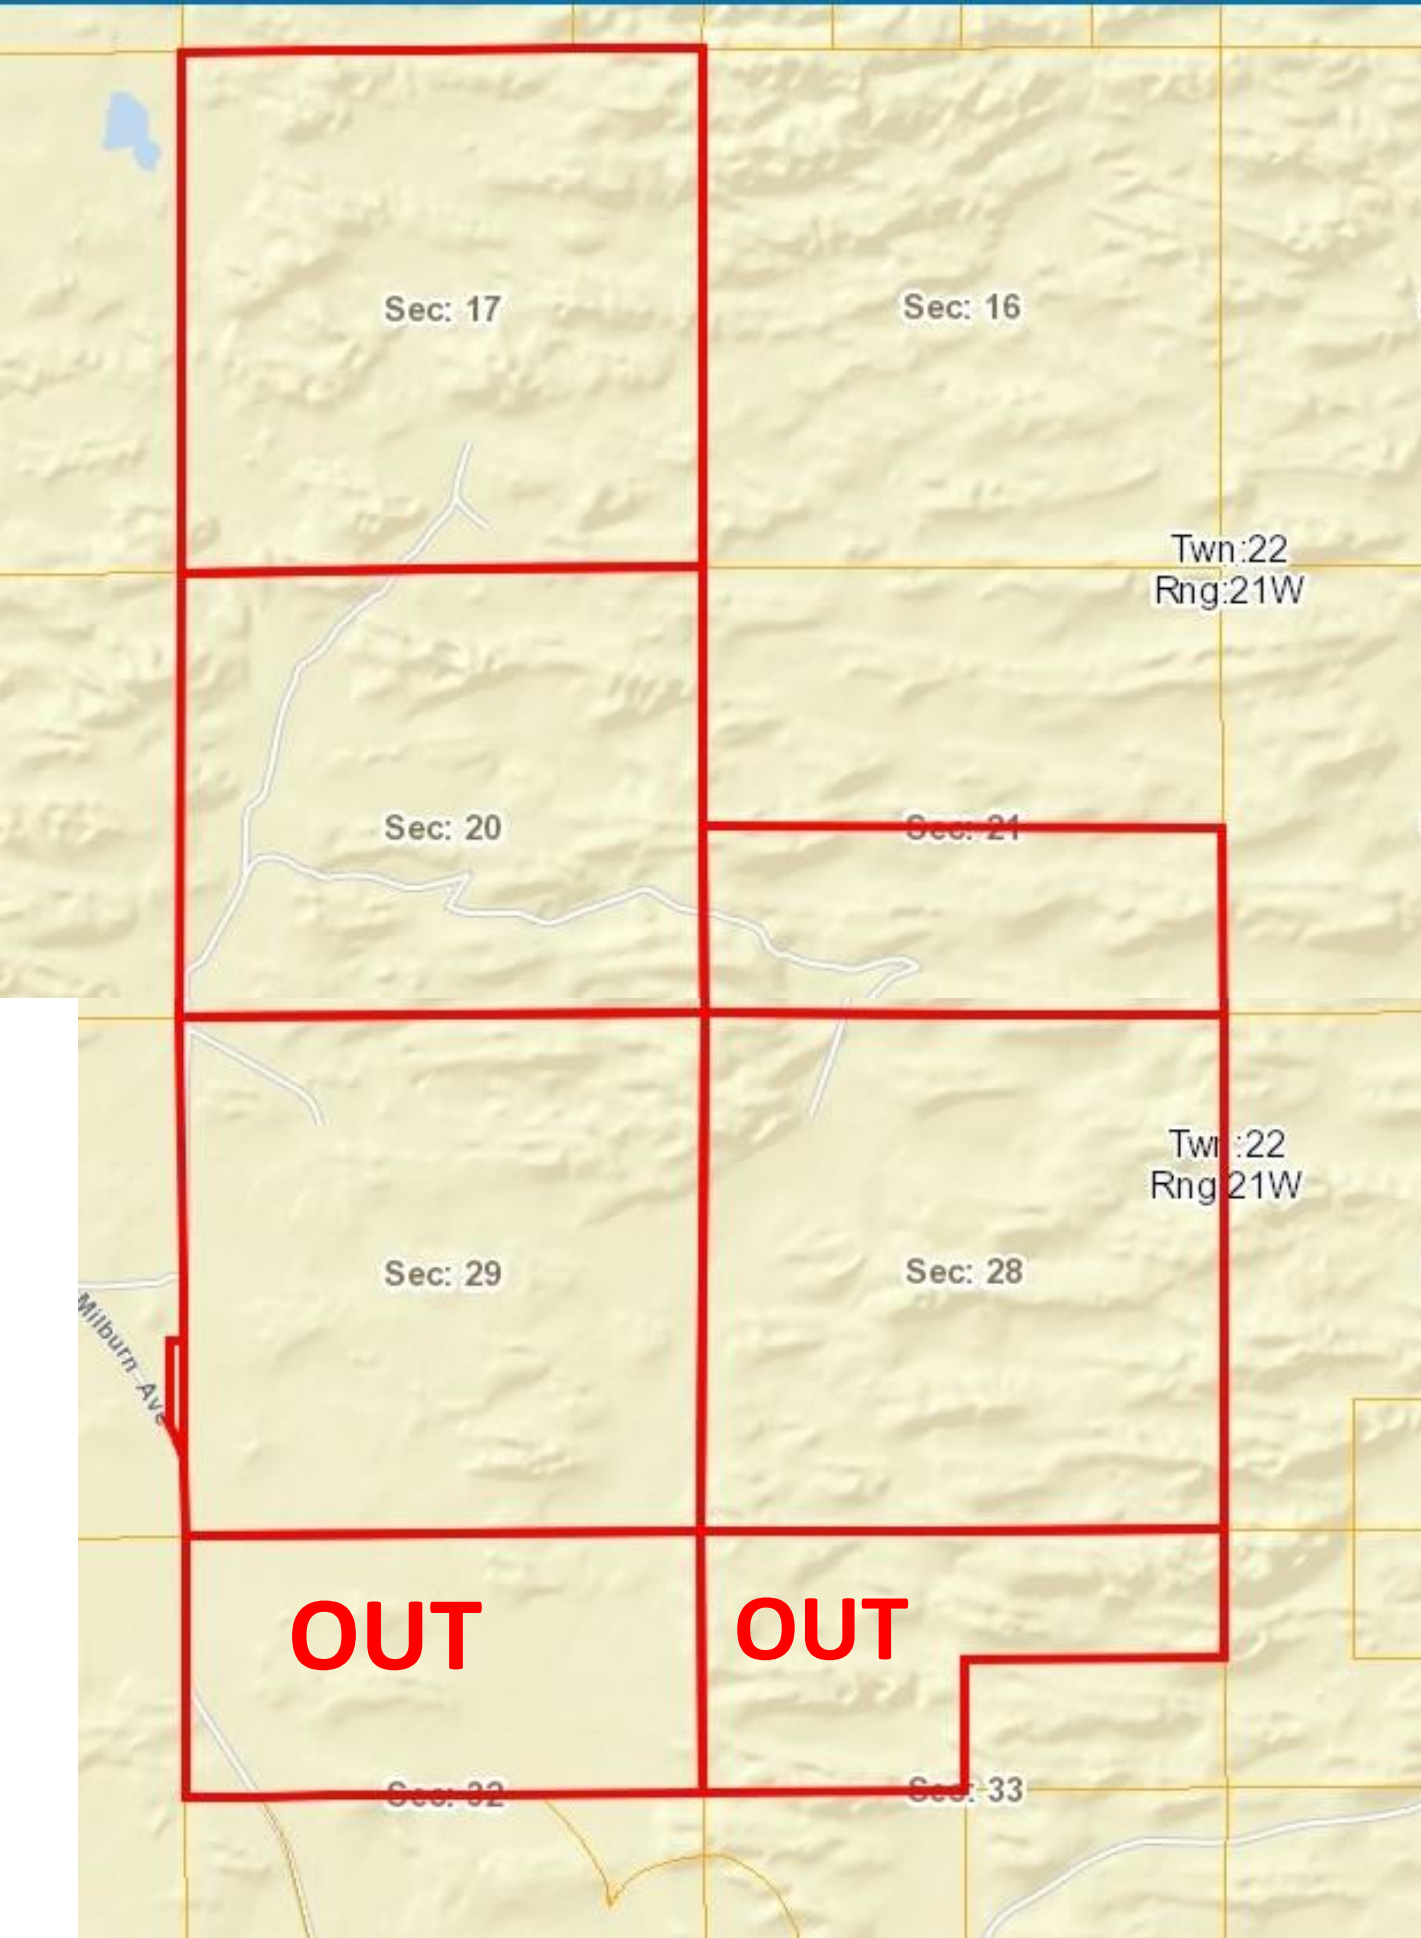 Sec: 17
Sec: 16
Twn:22
Rng:21W
Sec: 20
Sec: 21
Twn:22
Rng:21W
Sec: 29
Sec: 28
Milburn Ave
OUT
OUT
Sec: 32
Sec: 33